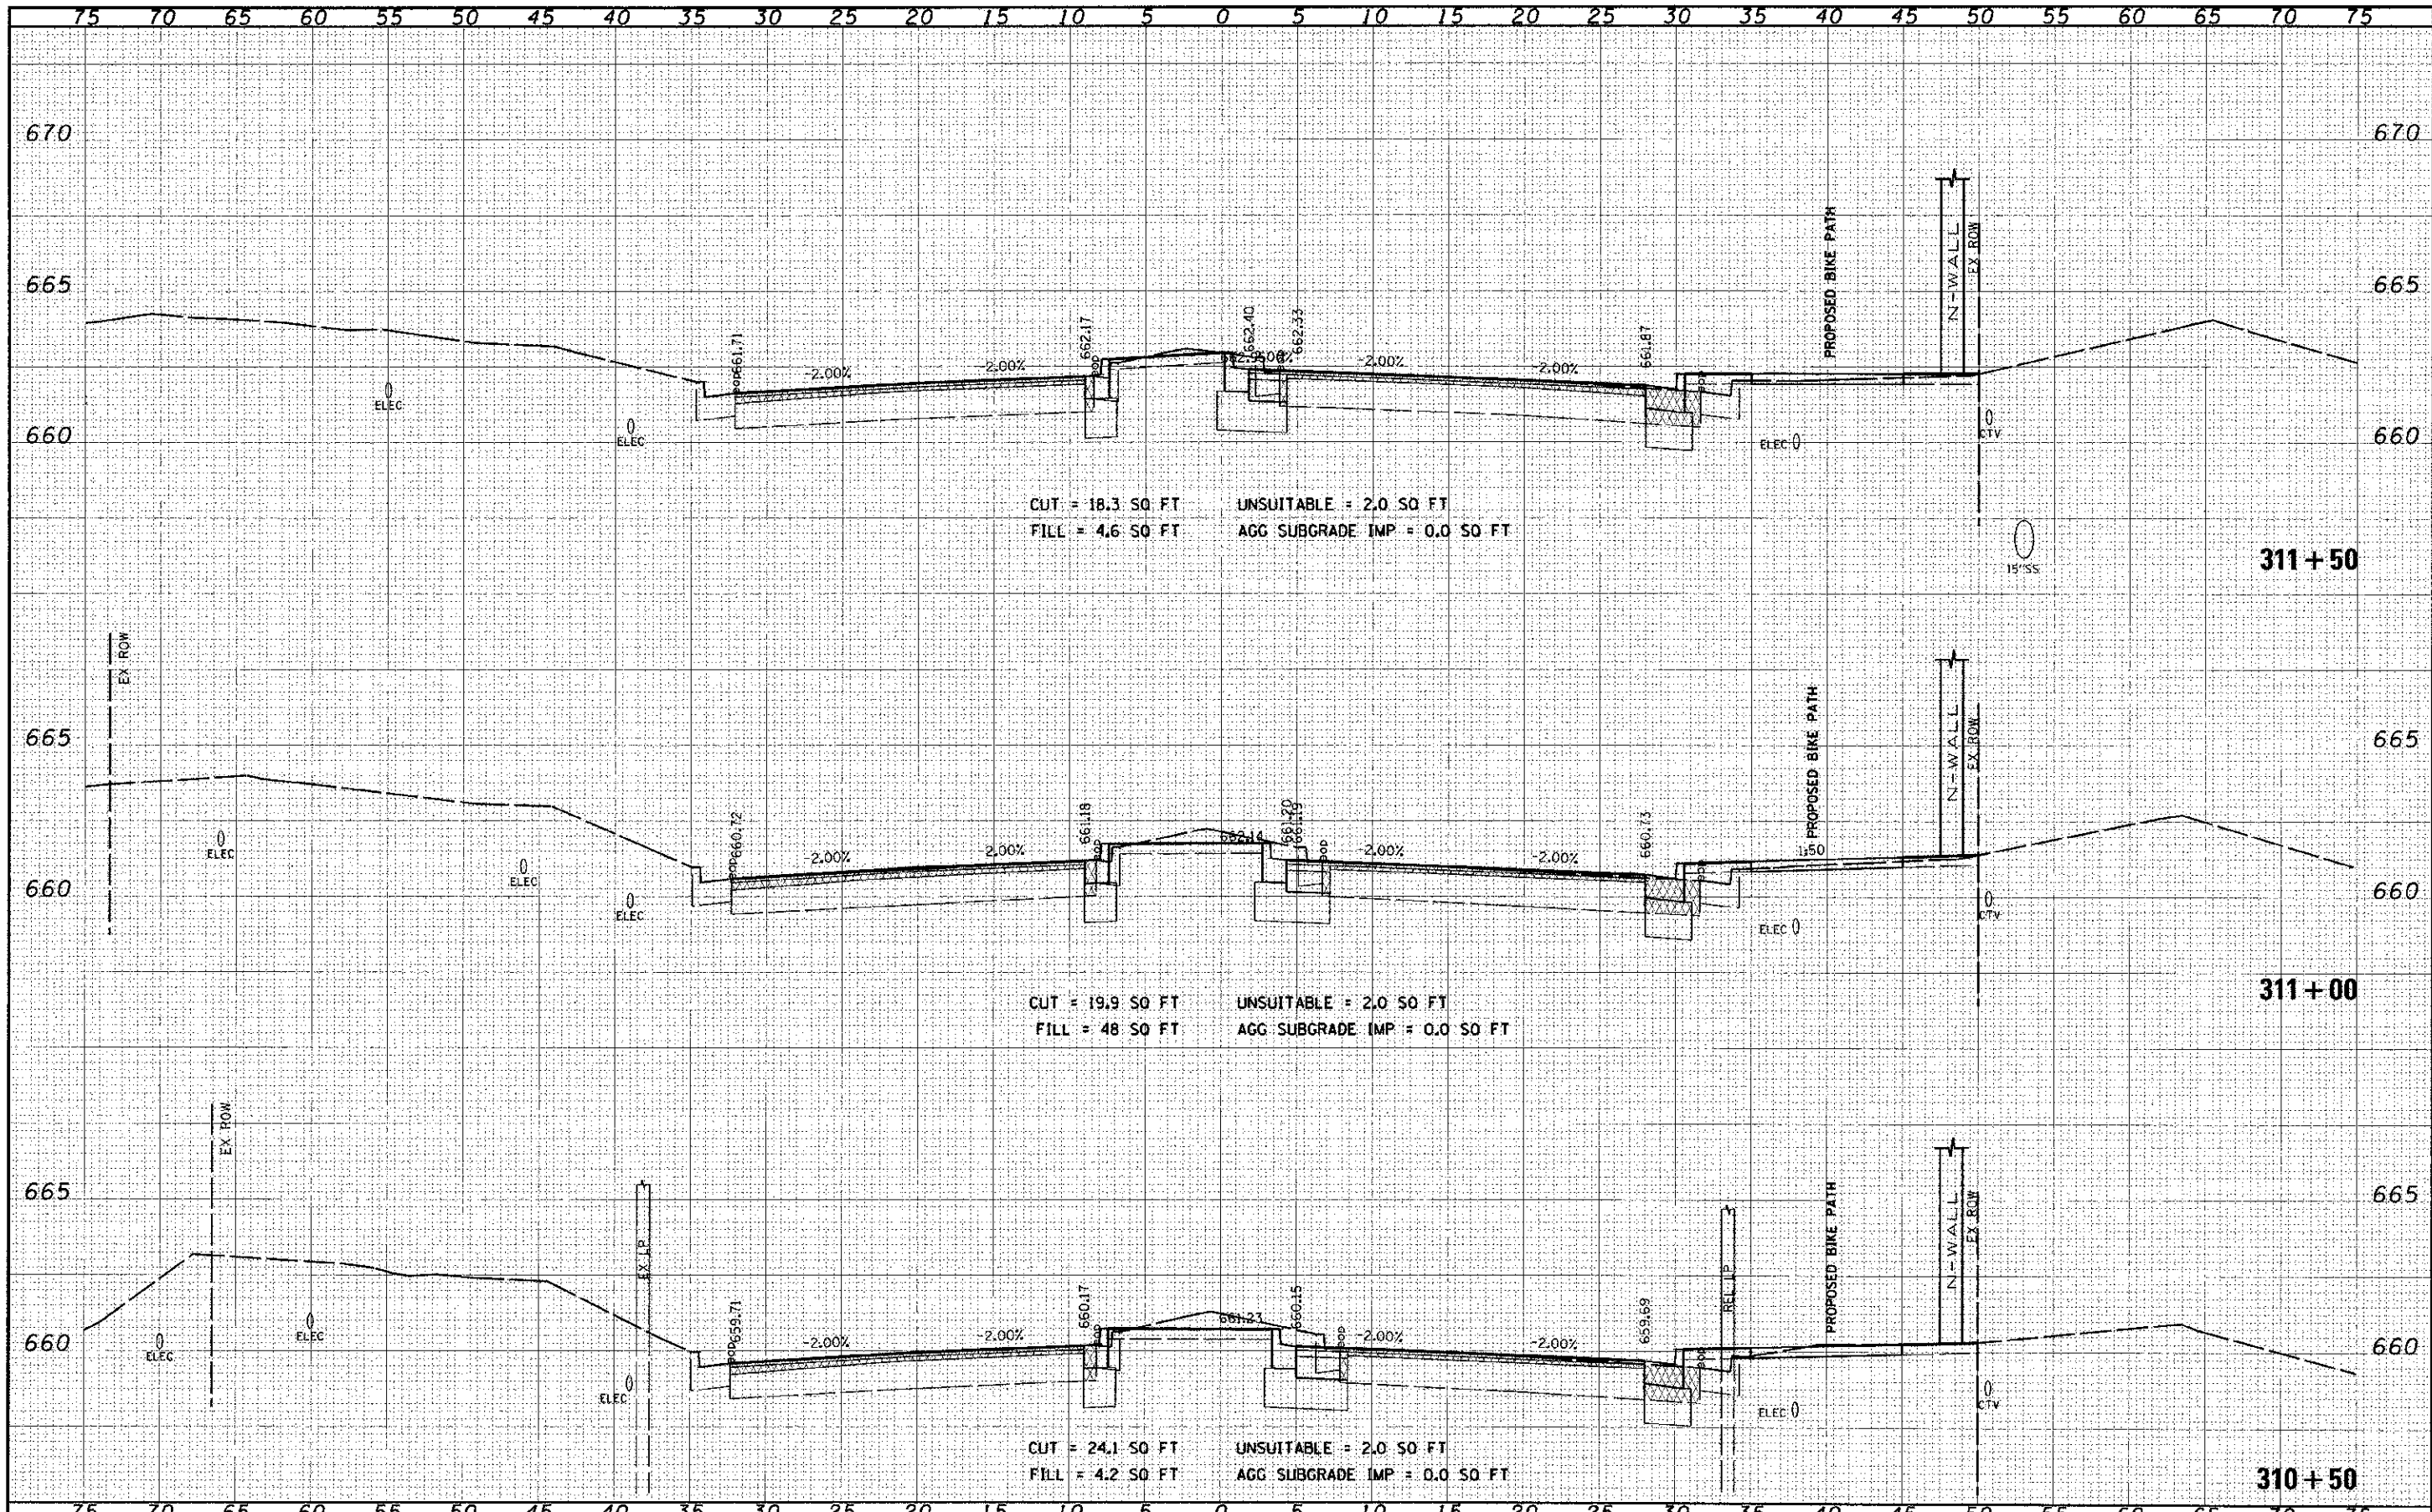 75 70 65 60 55 50 45 40 35 30 25 20 15 10 5 0 5 10 15 20 25 30 35 40 45 50 55 60 65 70 75
670 670
665 665
PROPOSED BIKE PATH
N-WALL
EX ROW
661.71
-2.00%
-2.00%
662.17
662.40
662.33
-2.00%
-2.00%
661.87
ELEC
ELEC
ELEC
CTV
660 660
CUT = 18.3 SQ FT UNSUITABLE = 2.0 SQ FT
FILL = 4.6 SQ FT AGG SUBGRADE IMP = 0.0 SQ FT
15"SS
311+50
EX ROW
665 665
PROPOSED BIKE PATH
N-WALL
EX ROW
660.72
-2.00%
-2.00%
661.18
662.14
661.20
661.19
-2.00%
-2.00%
660.73
1:50
ELEC
ELEC
ELEC
ELEC
CTV
660 660
CUT = 19.9 SQ FT UNSUITABLE = 2.0 SQ FT
FILL = 48 SQ FT AGG SUBGRADE IMP = 0.0 SQ FT
311+00
EX ROW
665 665
EX LP
REL LP
PROPOSED BIKE PATH
N-WALL
EX ROW
659.71
-2.00%
-2.00%
660.17
661.23
660.15
-2.00%
-2.00%
659.69
660 660
ELEC
ELEC
ELEC
ELEC
CTV
CUT = 24.1 SQ FT UNSUITABLE = 2.0 SQ FT
FILL = 4.2 SQ FT AGG SUBGRADE IMP = 0.0 SQ FT
310+50
75 70 65 60 55 50 45 40 35 30 25 20 15 10 5 0 5 10 15 20 25 30 35 40 45 50 55 60 65 70 75